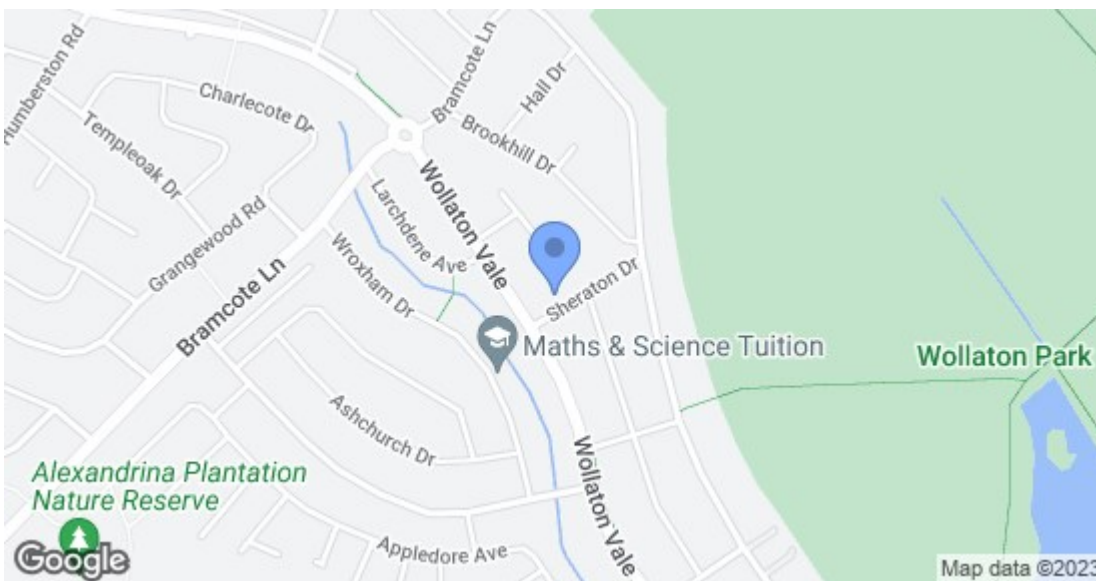 Humberston Rd
Charlecote Dr
Templeoak Dr
Grangewood Rd
Bramcote Ln
Bramcote Ln
Hall Dr
Brookhill Dr
Larchdene Ave
Wollaton Vale
Wroxham Dr
Sheraton Dr
Maths & Science Tuition
Wollaton Park
Ashchurch Dr
Wollaton Vale
Alexandrina Plantation
Nature Reserve
Appledore Ave
Google
Map data ©2023